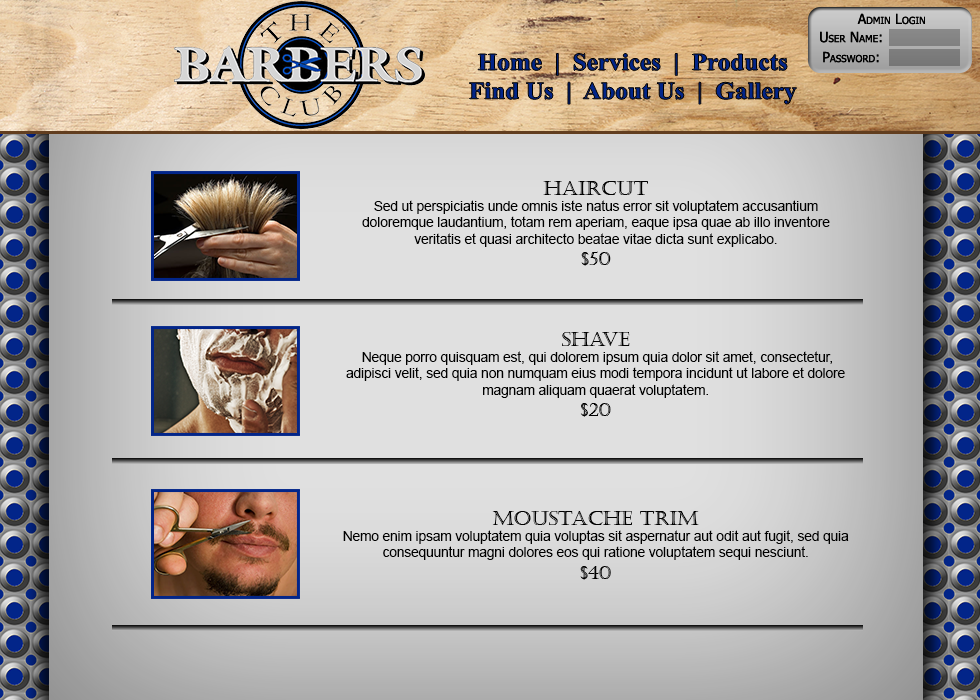 THE
BARBERS
CLUB
Home | Services | Products
Find Us | About Us | Gallery
Admin Login
User Name:
Password:
HAIRCUT
Sed ut perspiciatis unde omnis iste natus error sit voluptatem accusantium
doloremque laudantium, totam rem aperiam, eaque ipsa quae ab illo inventore
veritatis et quasi architecto beatae vitae dicta sunt explicabo.
$50
SHAVE
Neque porro quisquam est, qui dolorem ipsum quia dolor sit amet, consectetur,
adipisci velit, sed quia non numquam eius modi tempora incidunt ut labore et dolore
magnam aliquam quaerat voluptatem.
$20
MOUSTACHE TRIM
Nemo enim ipsam voluptatem quia voluptas sit aspernatur aut odit aut fugit, sed quia
consequuntur magni dolores eos qui ratione voluptatem sequi nesciunt.
$40